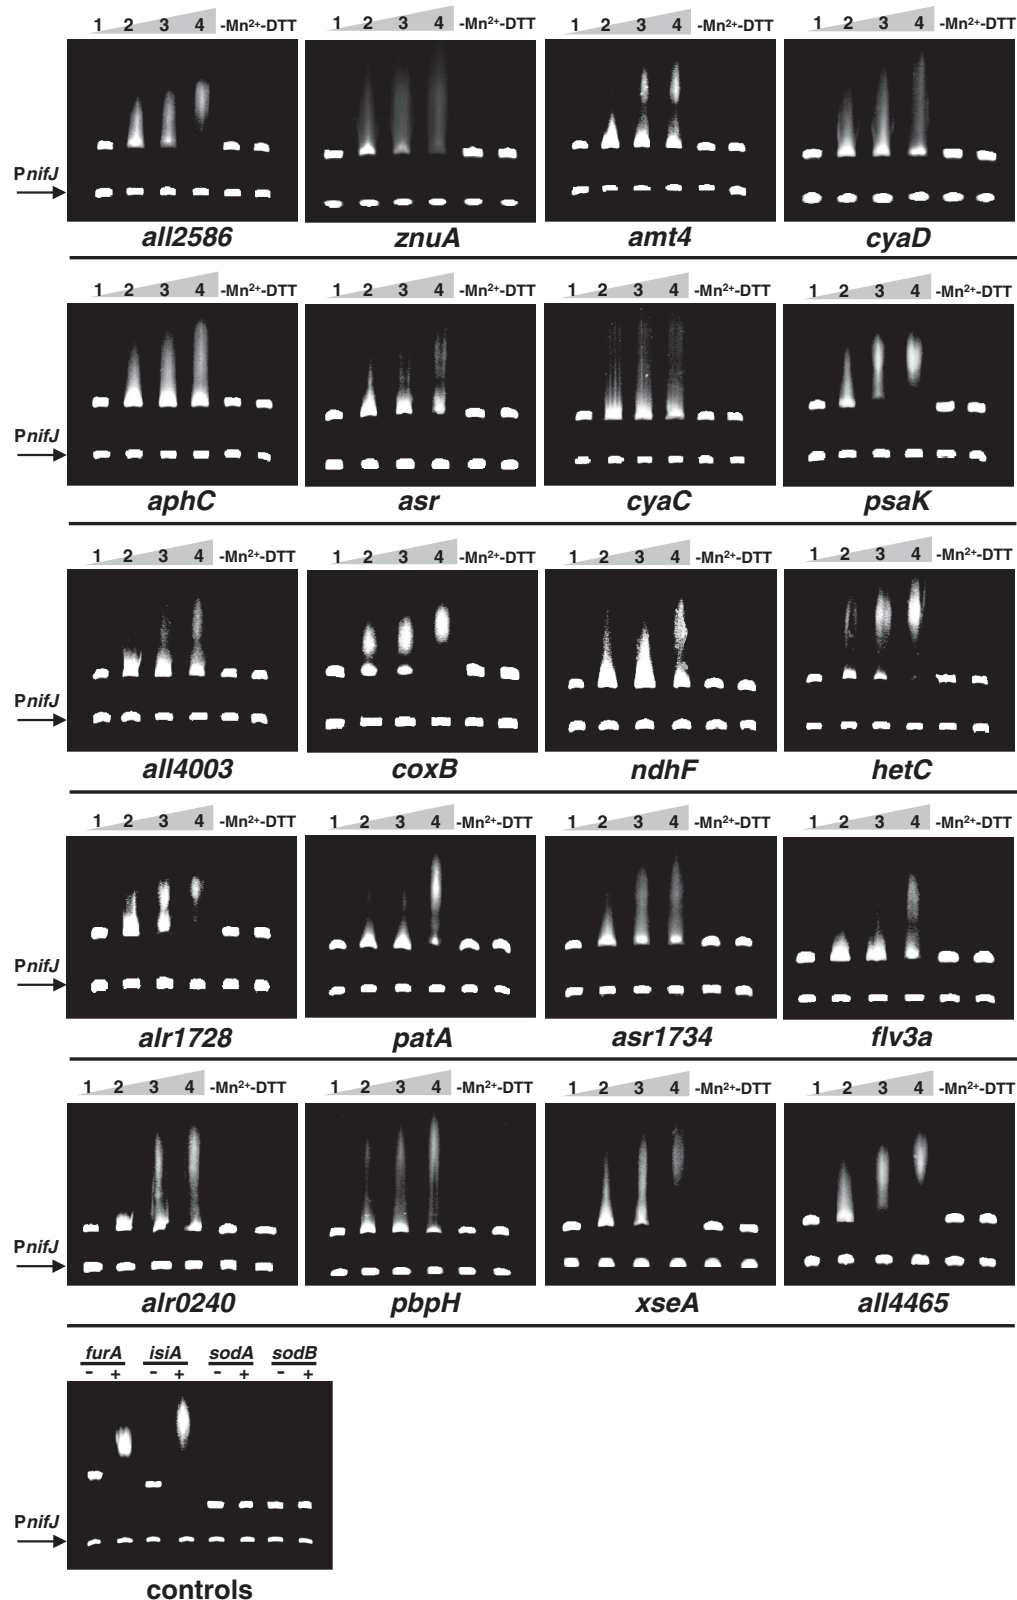 1 2 3 4 -Mn²⁺-DTT 1 2 3 4 -Mn²⁺-DTT 1 2 3 4 -Mn²⁺-DTT 1 2 3 4 -Mn²⁺-DTT
PnifJ
all2586 znuA amt4 cyaD
1 2 3 4 -Mn²⁺-DTT 1 2 3 4 -Mn²⁺-DTT 1 2 3 4 -Mn²⁺-DTT 1 2 3 4 -Mn²⁺-DTT
PnifJ
aphC asr cyaC psaK
1 2 3 4 -Mn²⁺-DTT 1 2 3 4 -Mn²⁺-DTT 1 2 3 4 -Mn²⁺-DTT 1 2 3 4 -Mn²⁺-DTT
PnifJ
all4003 coxB ndhF hetC
1 2 3 4 -Mn²⁺-DTT 1 2 3 4 -Mn²⁺-DTT 1 2 3 4 -Mn²⁺-DTT 1 2 3 4 -Mn²⁺-DTT
PnifJ
alr1728 patA asr1734 flv3a
1 2 3 4 -Mn²⁺-DTT 1 2 3 4 -Mn²⁺-DTT 1 2 3 4 -Mn²⁺-DTT 1 2 3 4 -Mn²⁺-DTT
PnifJ
alr0240 pbpH xseA all4465
furA isiA sodA sodB
- + - + - + - +
PnifJ
controls